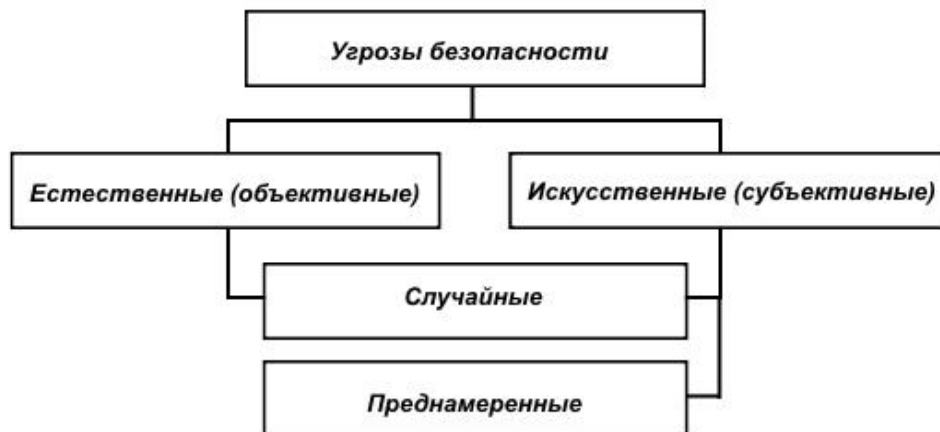 Угрозы безопасности
Естественные (объективные)
Искусственные (субъективные)
Случайные
Преднамеренные